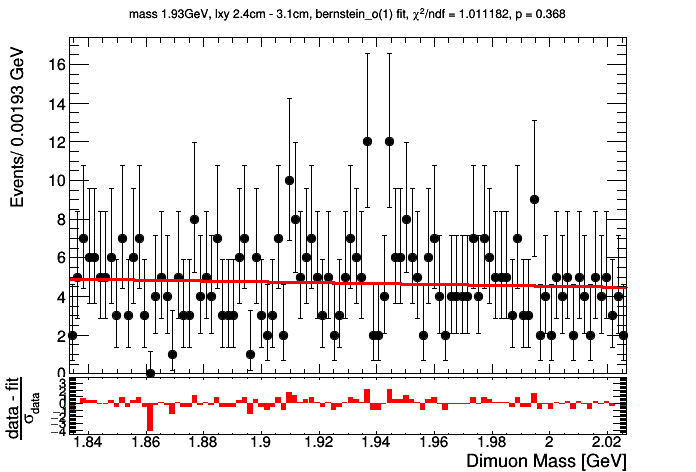 mass 1.93GeV, lxy 2.4cm - 3.1cm, bernstein_o(1) fit, χ²/ndf = 1.011182, p = 0.368
Events/ 0.00193 GeV
16
14
12
10
8
6
4
2
0
data - fit
σdata
3
2
1
0
−1
−2
−3
−4
1.84 1.86 1.88 1.9 1.92 1.94 1.96 1.98 2 2.02
Dimuon Mass [GeV]